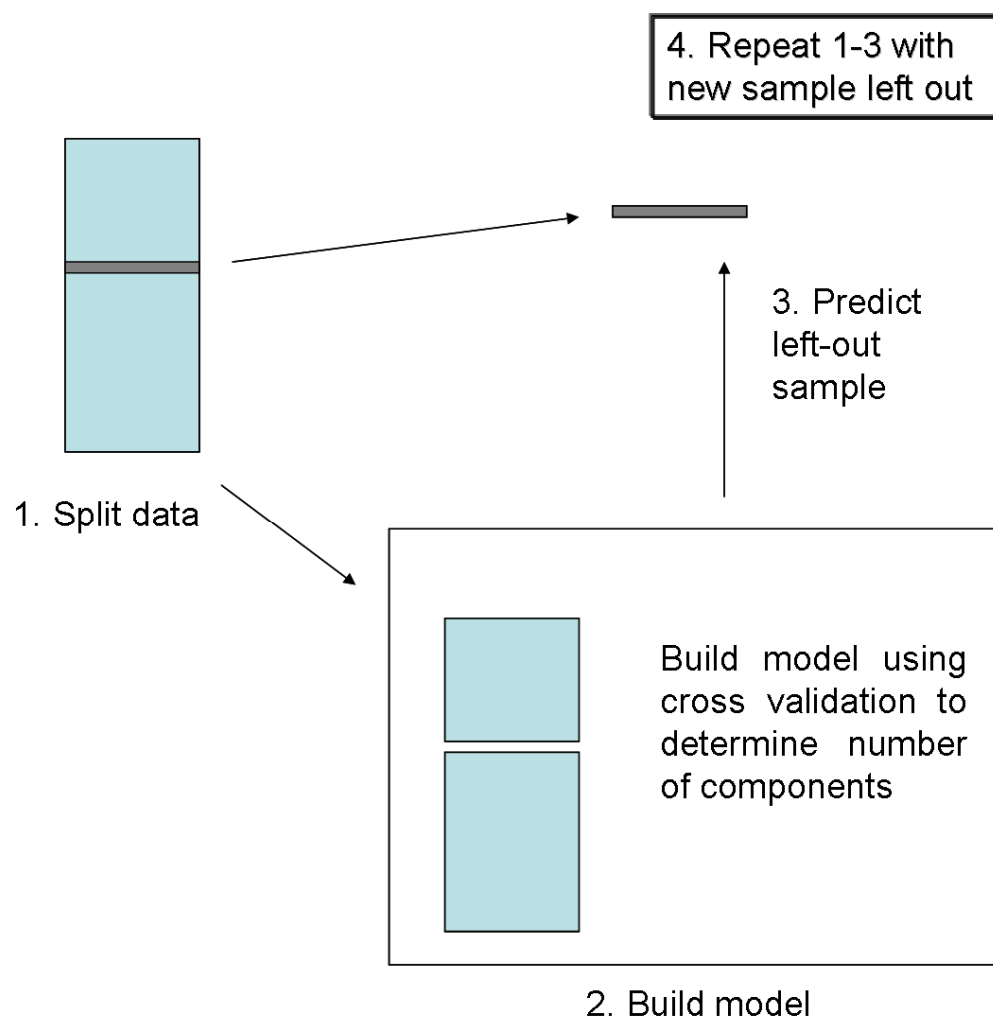 4. Repeat 1-3 with
new sample left out
3. Predict
left-out
sample
1. Split data
Build model using
cross validation to
determine number
of components
2. Build model